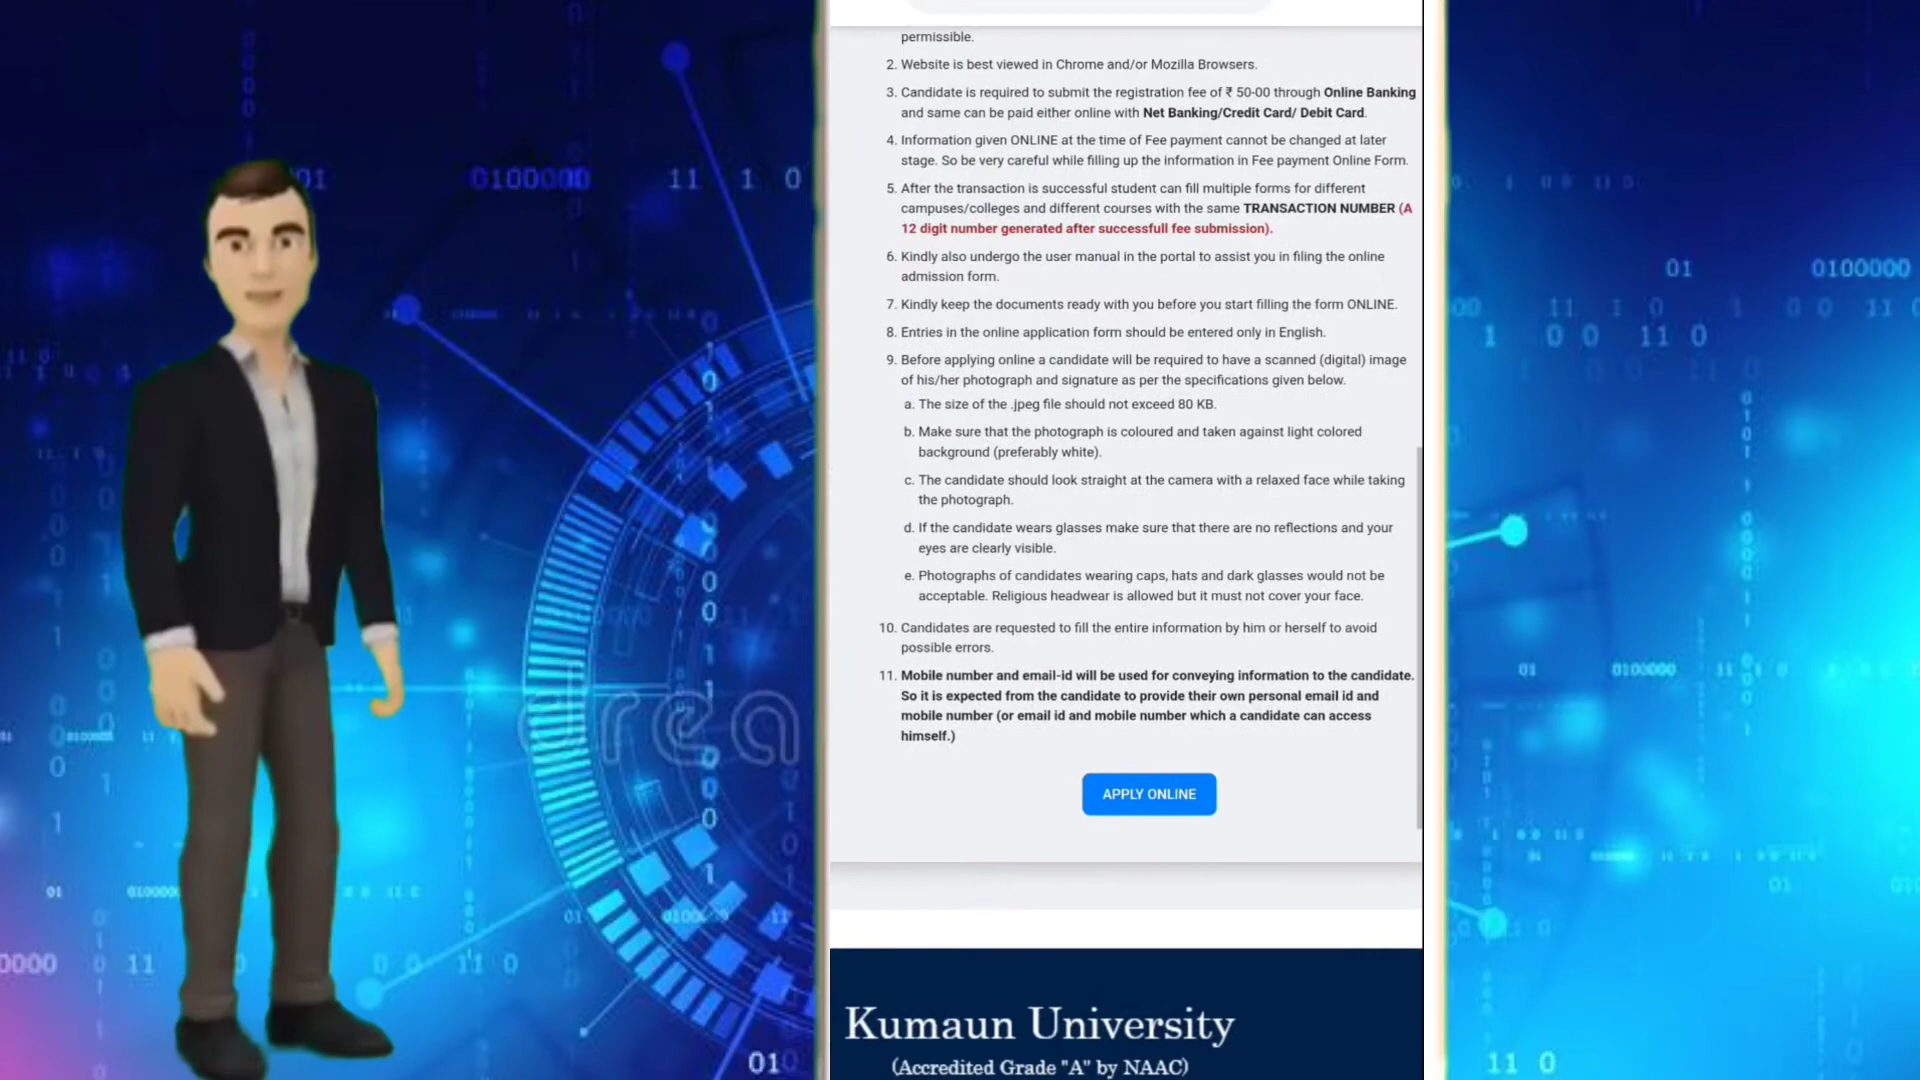 permissible.
2. Website is best viewed in Chrome and/or Mozilla Browsers.
3. Candidate is required to submit the registration fee of ₹ 50-00 through Online Banking
and same can be paid either online with Net Banking/Credit Card/ Debit Card.
4. Information given ONLINE at the time of Fee payment cannot be changed at later
stage. So be very careful while filling up the information in Fee payment Online Form.
5. After the transaction is successful student can fill multiple forms for different
campuses/colleges and different courses with the same TRANSACTION NUMBER (A
12 digit number generated after successfull fee submission).
6. Kindly also undergo the user manual in the portal to assist you in filing the online
admission form.
7. Kindly keep the documents ready with you before you start filling the form ONLINE.
8. Entries in the online application form should be entered only in English.
9. Before applying online a candidate will be required to have a scanned (digital) image
of his/her photograph and signature as per the specifications given below.
a. The size of the .jpeg file should not exceed 80 KB.
b. Make sure that the photograph is coloured and taken against light colored
background (preferably white).
c. The candidate should look straight at the camera with a relaxed face while taking
the photograph.
d. If the candidate wears glasses make sure that there are no reflections and your
eyes are clearly visible.
e. Photographs of candidates wearing caps, hats and dark glasses would not be
acceptable. Religious headwear is allowed but it must not cover your face.
10. Candidates are requested to fill the entire information by him or herself to avoid
possible errors.
11. Mobile number and email-id will be used for conveying information to the candidate.
So it is expected from the candidate to provide their own personal email id and
mobile number (or email id and mobile number which a candidate can access
himself.)
APPLY ONLINE
Kumaun University
(Accredited Grade "A" by NAAC)